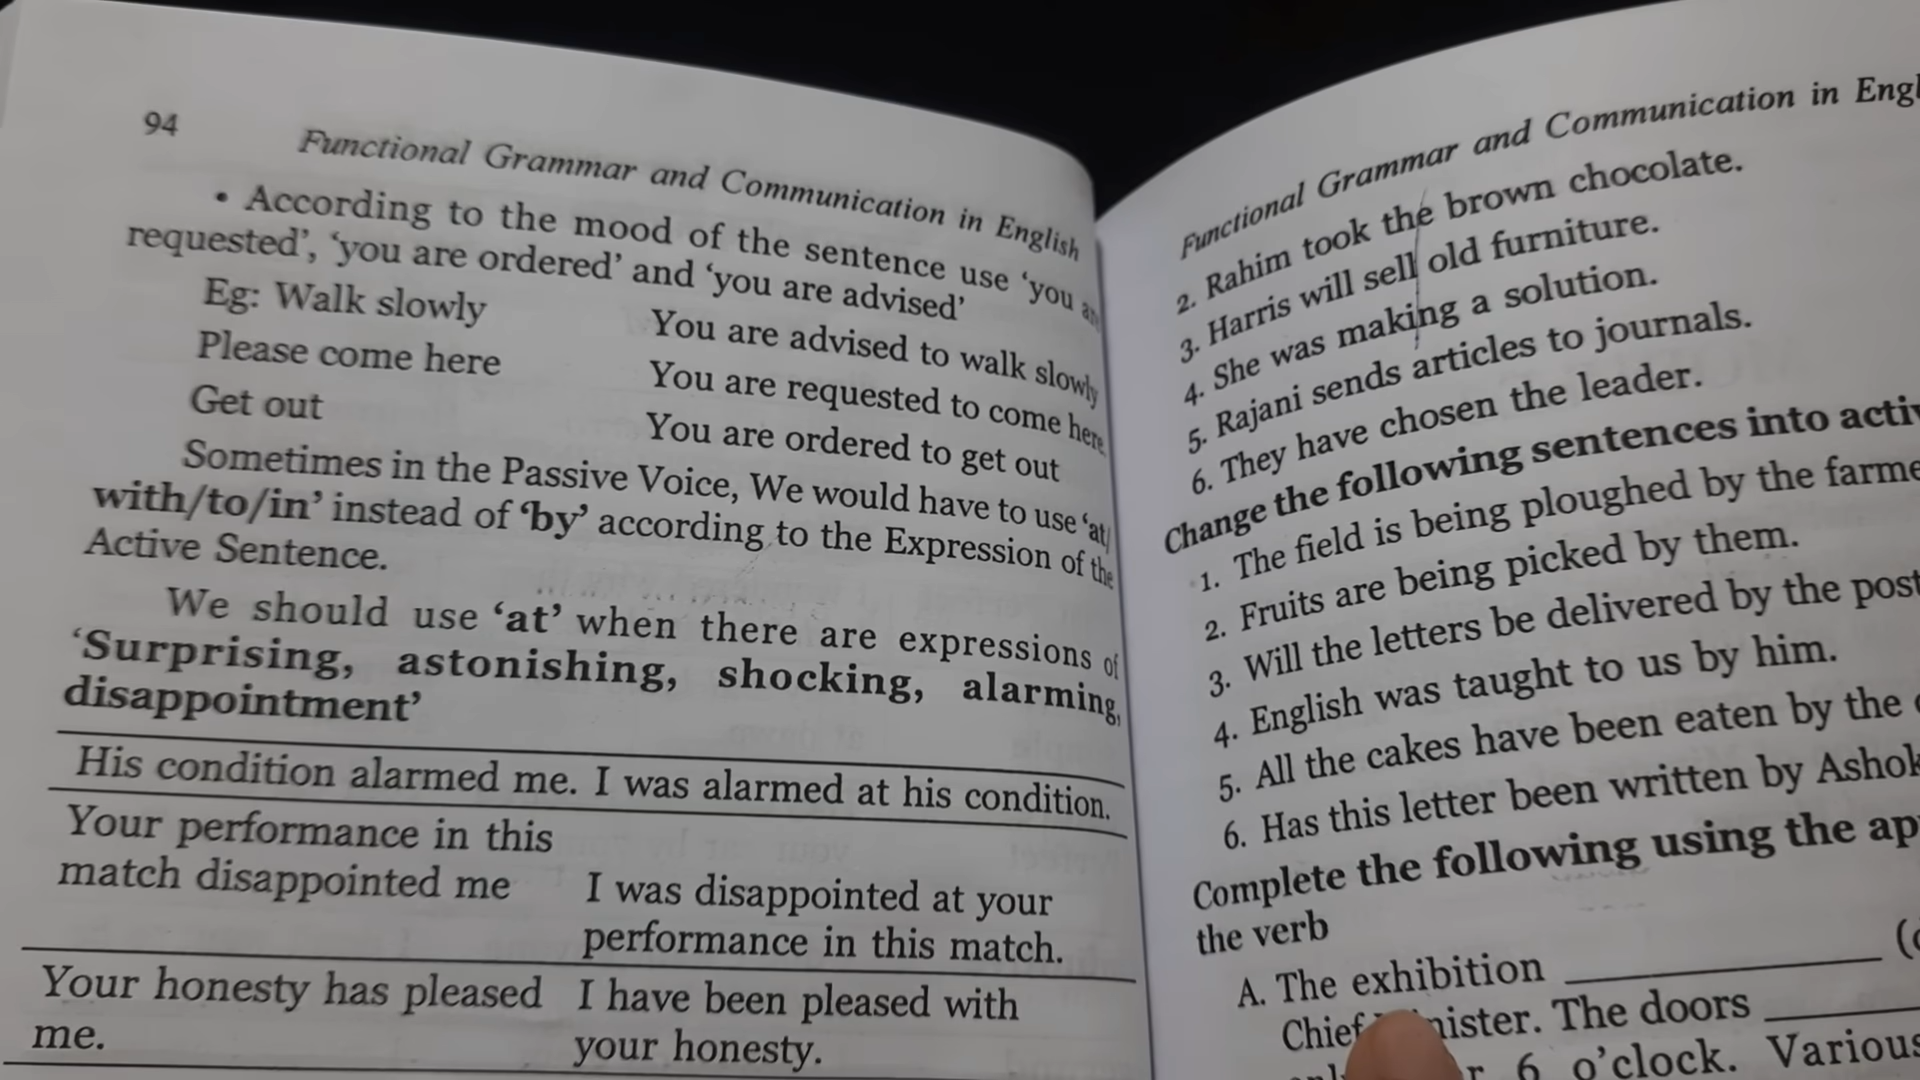 94
Functional Grammar and Communication in English
• According to the mood of the sentence use ‘you are
requested’, ‘you are ordered’ and ‘you are advised’
Eg: Walk slowly You are advised to walk slowly
Please come here You are requested to come here
Get out You are ordered to get out
Sometimes in the Passive Voice, We would have to use ‘at/
with/to/in’ instead of ‘by’ according to the Expression of the
Active Sentence.
We should use ‘at’ when there are expressions of
‘Surprising, astonishing, shocking, alarming,
disappointment’
His condition alarmed me. I was alarmed at his condition.
Your performance in this
match disappointed me
I was disappointed at your
performance in this match.
Your honesty has pleased
me.
I have been pleased with
your honesty.
Functional Grammar and Communication in
2. Rahim took the brown chocolate.
3. Harris will sell old furniture.
4. She was making a solution.
5. Rajani sends articles to journals.
6. They have chosen the leader.
Change the following sentences into
1. The field is being ploughed by the
2. Fruits are being picked by them.
3. Will the letters be delivered by the
4. English was taught to us by him.
5. All the cakes have been eaten by the
6. Has this letter been written by Ashok
Complete the following using the
the verb
A. The exhibition ____________
Chief The doors ________
6 o’clock. Various